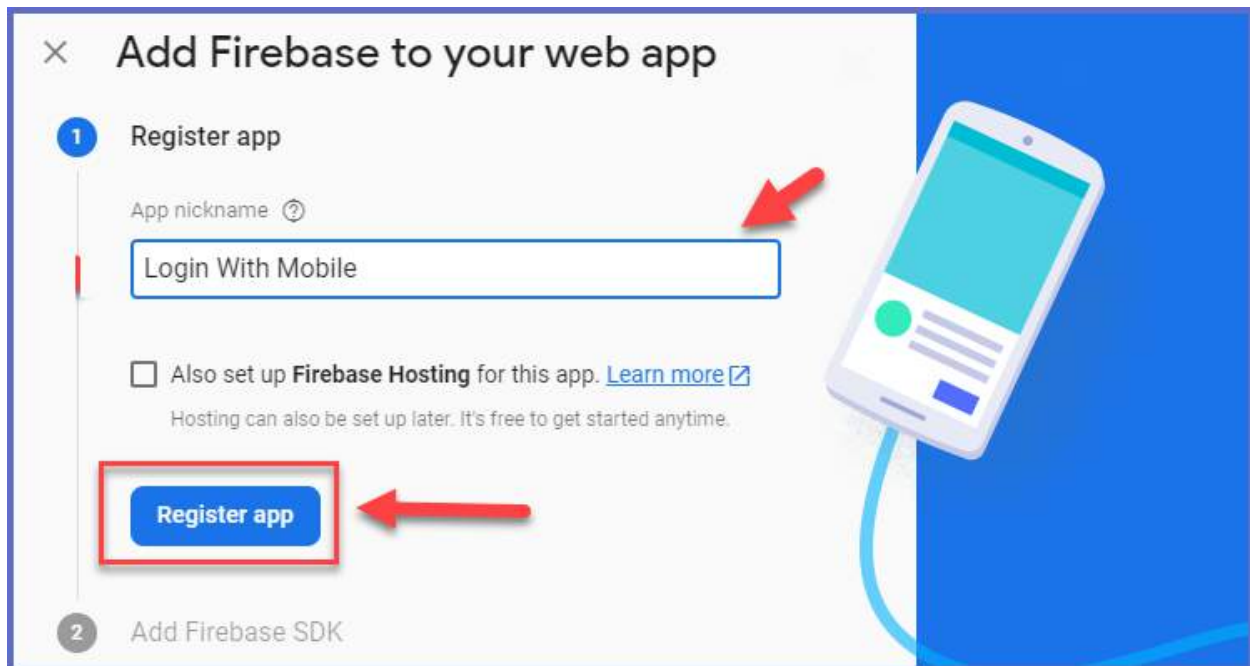 Add Firebase to your web app
1 Register app
App nickname ?
Login With Mobile
Also set up Firebase Hosting for this app. Learn more
Hosting can also be set up later. It's free to get started anytime.
Register app
2 Add Firebase SDK